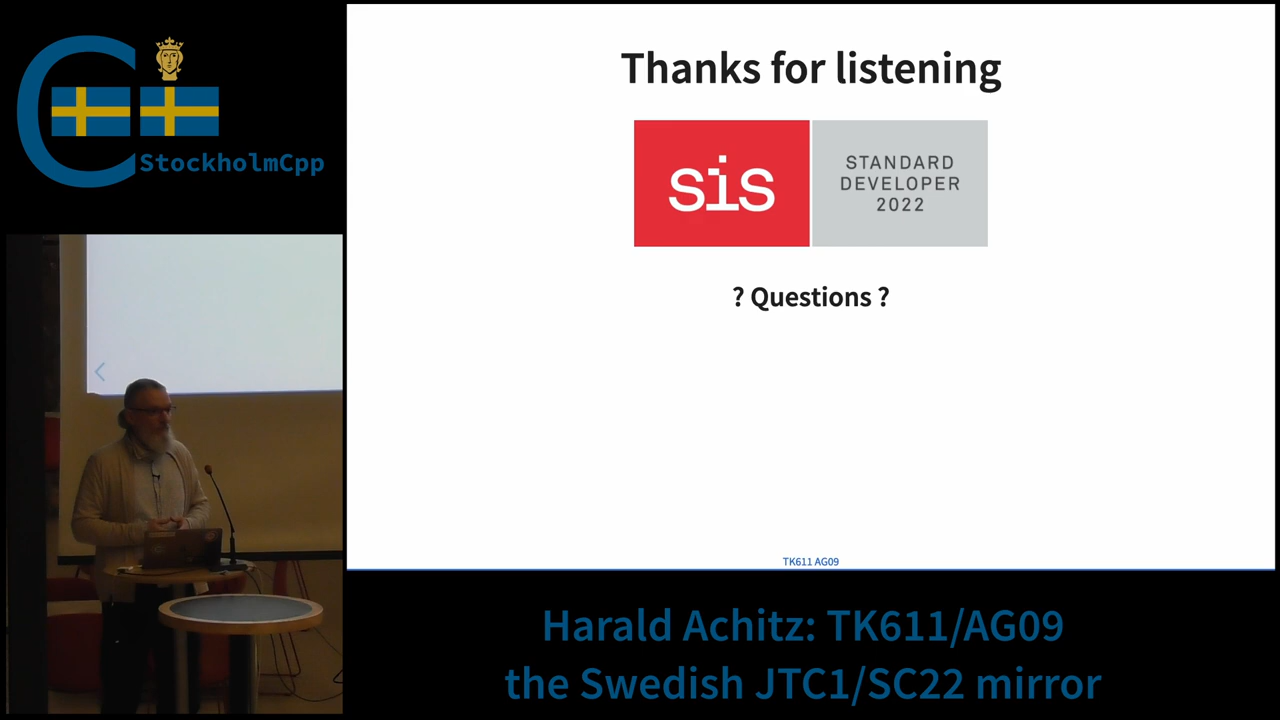 StockholmCpp
Thanks for listening
sis
STANDARD
DEVELOPER
2022
? Questions ?
TK611 AG09
Harald Achitz: TK611/AG09
the Swedish JTC1/SC22 mirror